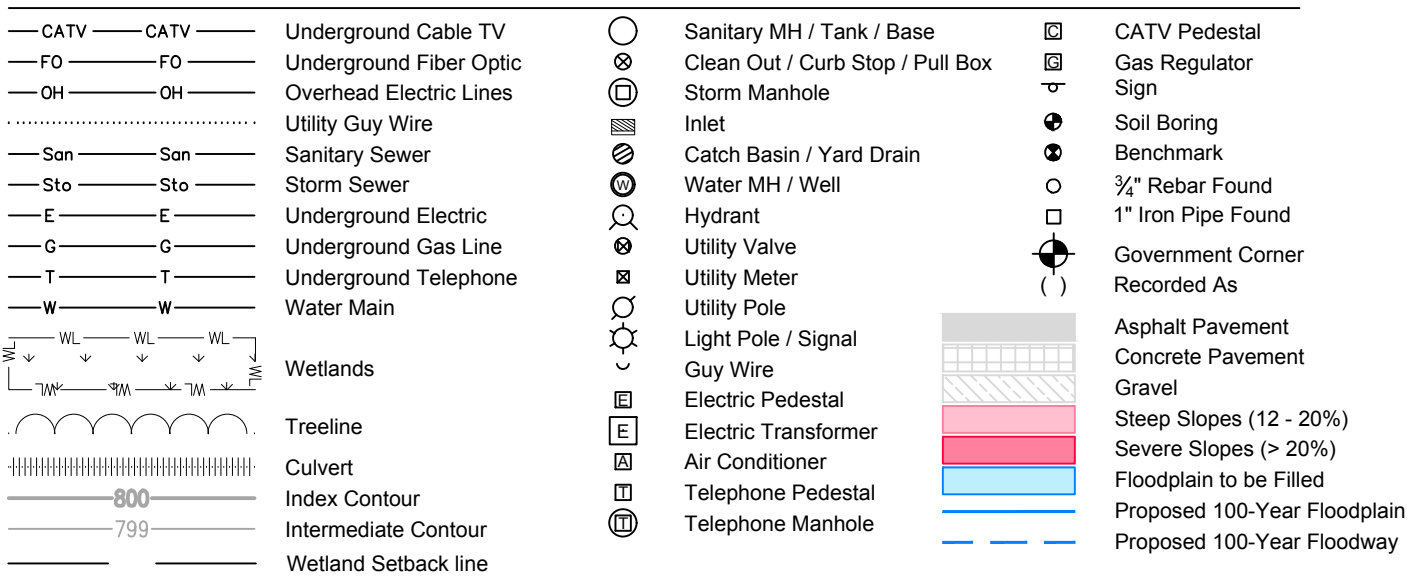 CATV CATV Underground Cable TV
FO FO Underground Fiber Optic
OH OH Overhead Electric Lines
Utility Guy Wire
San San Sanitary Sewer
Sto Sto Storm Sewer
E E Underground Electric
G G Underground Gas Line
T T Underground Telephone
W W Water Main
WL WL WL
WL WL
Wetlands
WL WL WL
Treeline
Culvert
800 Index Contour
799 Intermediate Contour
Wetland Setback line
Sanitary MH / Tank / Base
Clean Out / Curb Stop / Pull Box
Storm Manhole
Inlet
Catch Basin / Yard Drain
W Water MH / Well
Hydrant
Utility Valve
Utility Meter
Utility Pole
Light Pole / Signal
Guy Wire
E Electric Pedestal
E Electric Transformer
A Air Conditioner
T Telephone Pedestal
T Telephone Manhole
C CATV Pedestal
G Gas Regulator
Sign
Soil Boring
Benchmark
¾" Rebar Found
1" Iron Pipe Found
Government Corner
( ) Recorded As
Asphalt Pavement
Concrete Pavement
Gravel
Steep Slopes (12 - 20%)
Severe Slopes (> 20%)
Floodplain to be Filled
Proposed 100-Year Floodplain
Proposed 100-Year Floodway